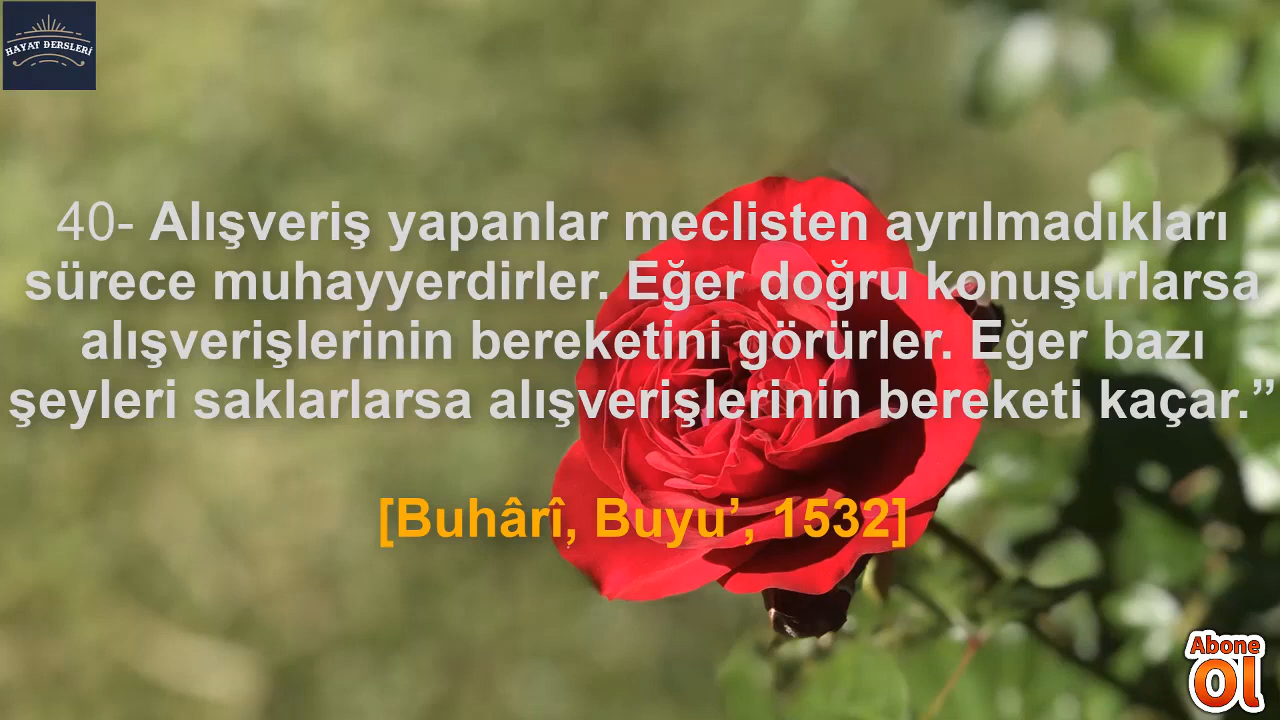 HAYAT DERSLERİ
40- Alışveriş yapanlar meclisten ayrılmadıkları
sürece muhayyerdirler. Eğer doğru konuşurlarsa
alışverişlerinin bereketini görürler. Eğer bazı
şeyleri saklarlarsa alışverişlerinin bereketi kaçar.”
[Buhârî, Buyu’, 1532]
Abone
Ol